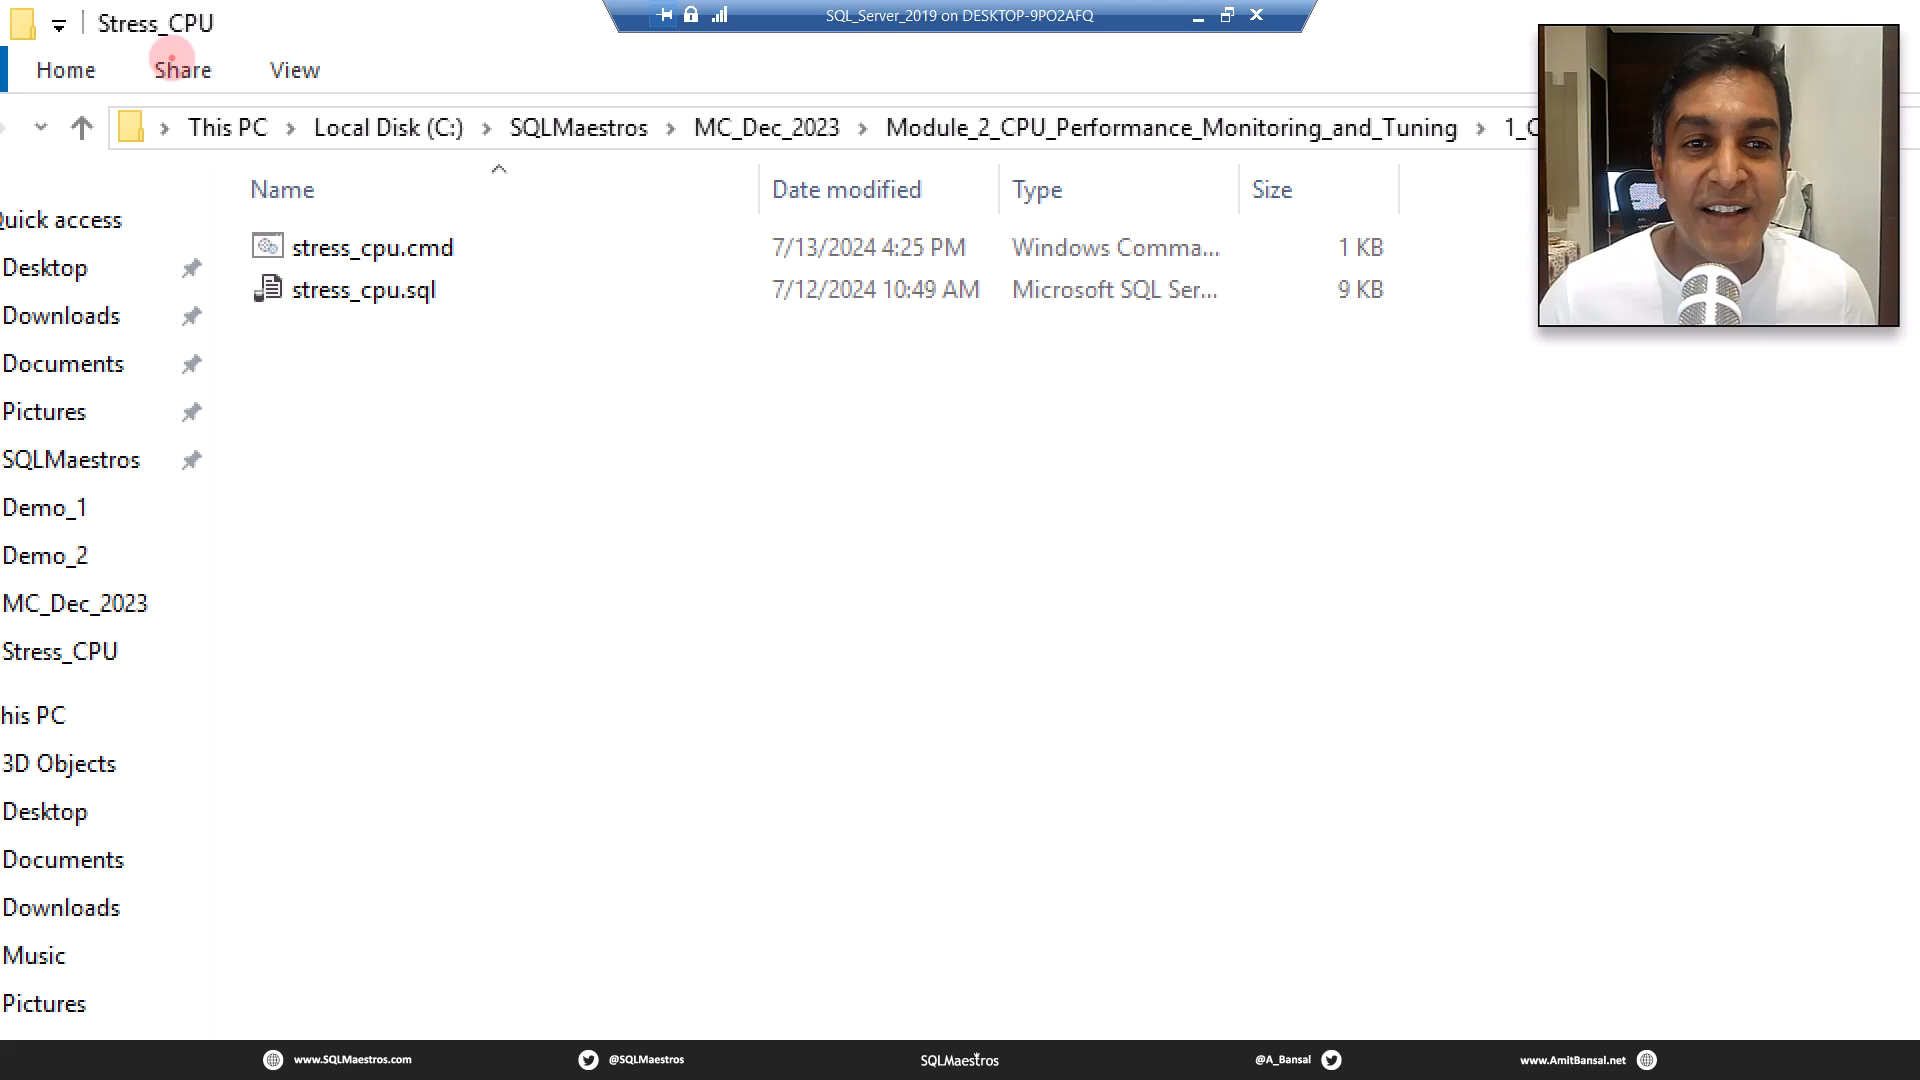 Stress_CPU
SQL_Server_2019 on DESKTOP-9PO2AFQ
Home Share View
This PC Local Disk (C:) SQLMaestros MC_Dec_2023 Module_2_CPU_Performance_Monitoring_and_Tuning 1_C
Name Date modified Type Size
stress_cpu.cmd 7/13/2024 4:25 PM Windows Comma... 1 KB
stress_cpu.sql 7/12/2024 10:49 AM Microsoft SQL Ser... 9 KB
Quick access
Desktop
Downloads
Documents
Pictures
SQLMaestros
Demo_1
Demo_2
MC_Dec_2023
Stress_CPU
his PC
3D Objects
Desktop
Documents
Downloads
Music
Pictures
www.SQLMaestros.com @SQLMaestros SQLMaestros @A_Bansal www.AmitBansal.net